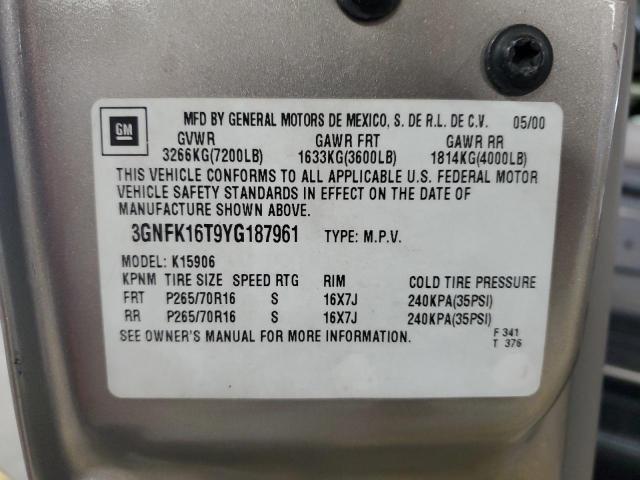 GM
MFD BY GENERAL MOTORS DE MEXICO, S. DE R.L. DE C.V. 05/00
GVWR GAWR FRT GAWR RR
3266KG(7200LB) 1633KG(3600LB) 1814KG(4000LB)
THIS VEHICLE CONFORMS TO ALL APPLICABLE U.S. FEDERAL MOTOR
VEHICLE SAFETY STANDARDS IN EFFECT ON THE DATE OF
MANUFACTURE SHOWN ABOVE.
3GNFK16T9YG187961 TYPE: M.P.V.
MODEL: K15906
KPNM TIRE SIZE SPEED RTG RIM COLD TIRE PRESSURE
FRT P265/70R16 S 16X7J 240KPA(35PSI)
RR P265/70R16 S 16X7J 240KPA(35PSI)
SEE OWNER'S MANUAL FOR MORE INFORMATION. F 341
T 376